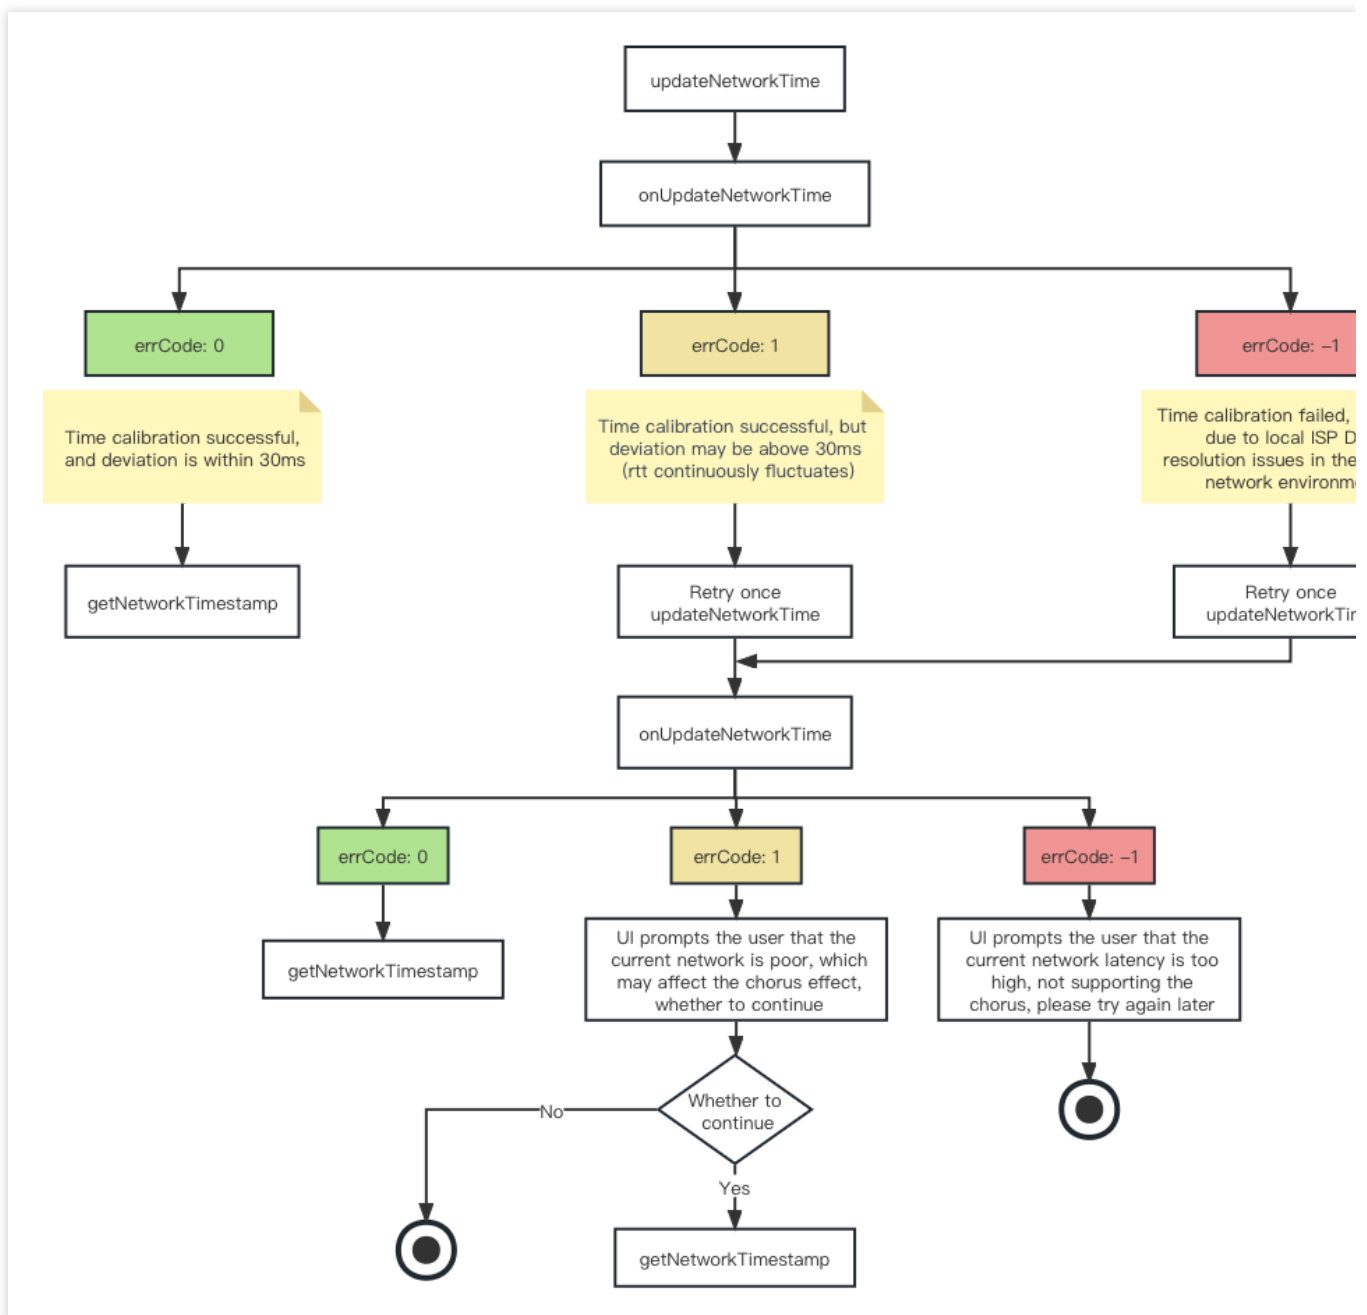 updateNetworkTime
onUpdateNetworkTime
errCode: 0
errCode: 1
errCode: –1
Time calibration successful,
and deviation is within 30ms
Time calibration successful, but
deviation may be above 30ms
(rtt continuously fluctuates)
Time calibration failed,
due to local ISP
resolution issues in the
network
getNetworkTimestamp
Retry once
updateNetworkTime
Retry once
onUpdateNetworkTime
errCode: 0
errCode: 1
errCode: –1
getNetworkTimestamp
UI prompts the user that the
current network is poor, which
may affect the chorus effect,
whether to continue
UI prompts the user that the
current network latency is too
high, not supporting the
chorus, please try again later
Whether to
continue
No
Yes
getNetworkTimestamp